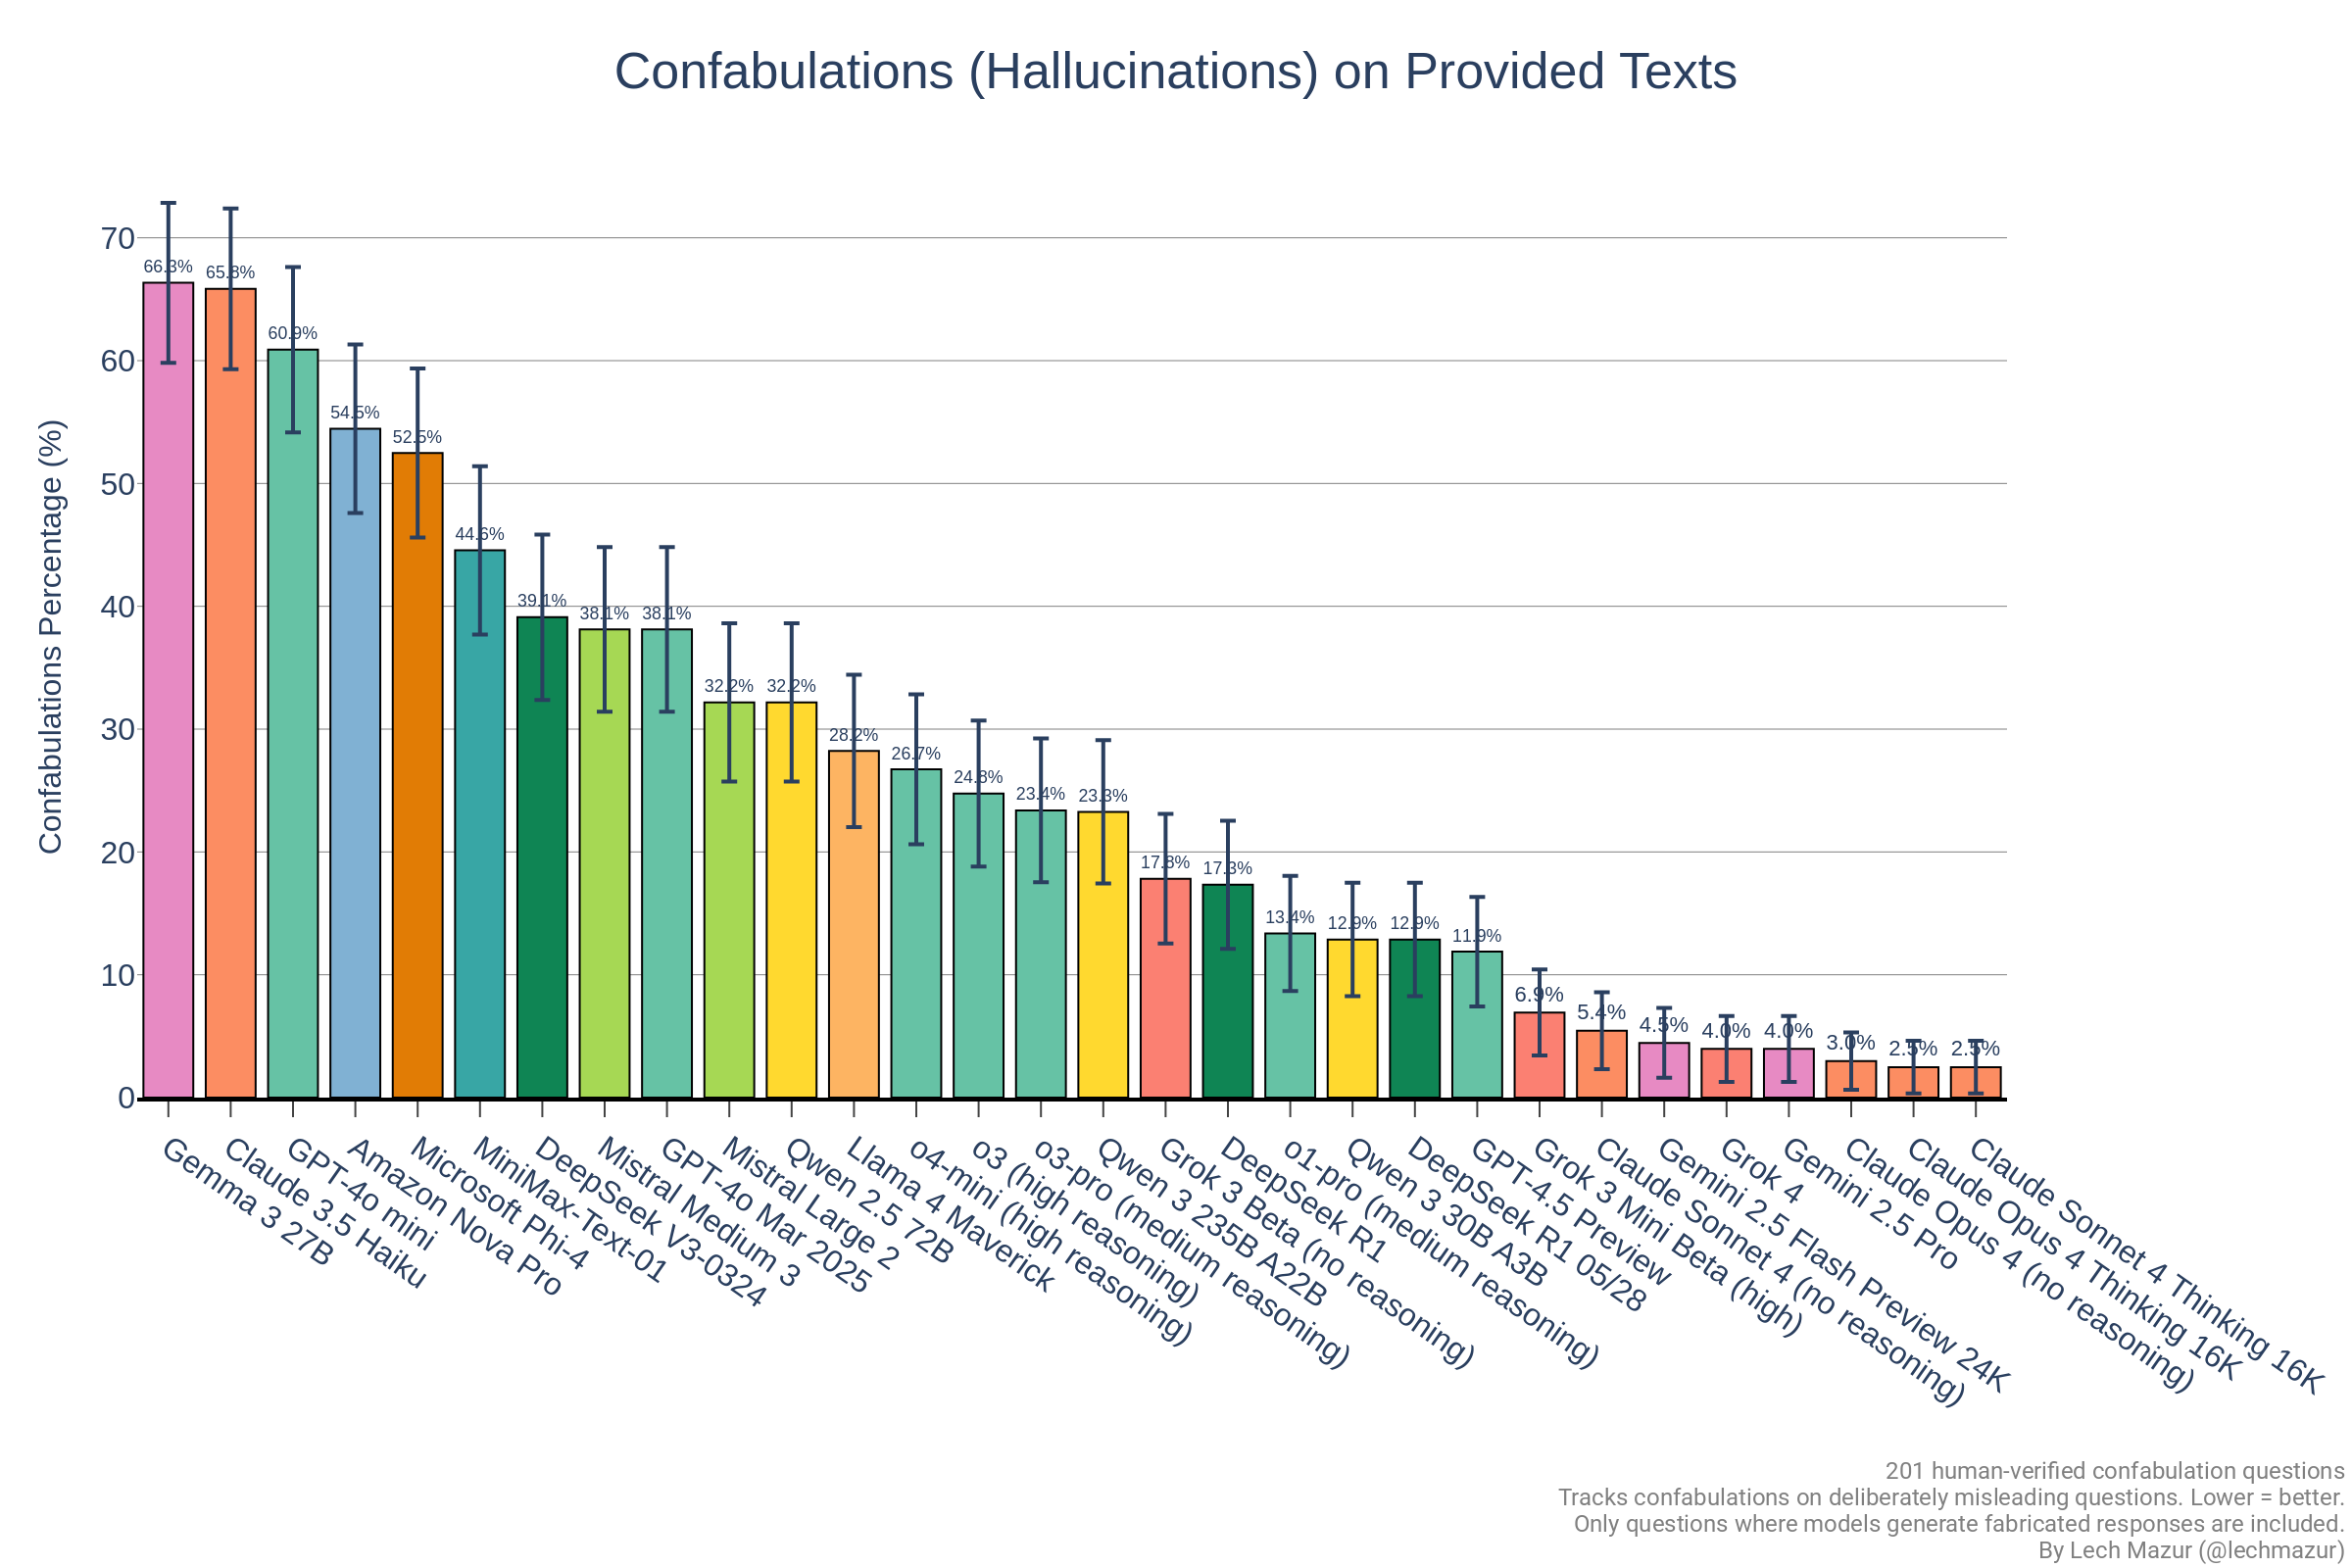 Confabulations (Hallucinations) on Provided Texts
Confabulations Percentage (%)
70
60
50
40
30
20
10
0
66.3%
65.8%
60.9%
54.5%
52.5%
44.6%
39.1%
38.1%
38.1%
32.2%
32.2%
28.2%
26.7%
24.8%
23.4%
23.3%
17.8%
17.3%
13.4%
12.9%
12.9%
11.9%
6.9%
5.4%
4.5%
4.0%
4.0%
3.0%
2.5%
2.5%
Gemma 3 27B
Claude 3.5 Haiku
GPT-4o mini
Amazon Nova Pro
Microsoft Phi-4
MiniMax-Text-01
DeepSeek V3-0324
Mistral Medium 3
GPT-4o Mar 2025
Mistral Large 2
Qwen 2.5 72B
Llama 4 Maverick
o4-mini (high reasoning)
o3 (high reasoning)
o3-pro (medium reasoning)
Qwen 3 235B A22B
Grok 3 Beta (no reasoning)
DeepSeek R1
o1-pro (medium reasoning)
Qwen 3 30B A3B
DeepSeek R1 05/28
GPT-4.5 Preview
Grok 3 Mini Beta (high)
Claude Sonnet 4 (no reasoning)
Gemini 2.5 Flash Preview 24K
Grok 4
Gemini 2.5 Pro
Claude Opus 4 (no reasoning)
Claude Opus 4 Thinking 16K
Claude Sonnet 4 Thinking 16K
201 human-verified confabulation questions
Tracks confabulations on deliberately misleading questions. Lower = better.
Only questions where models generate fabricated responses are included.
By Lech Mazur (@lechmazur)